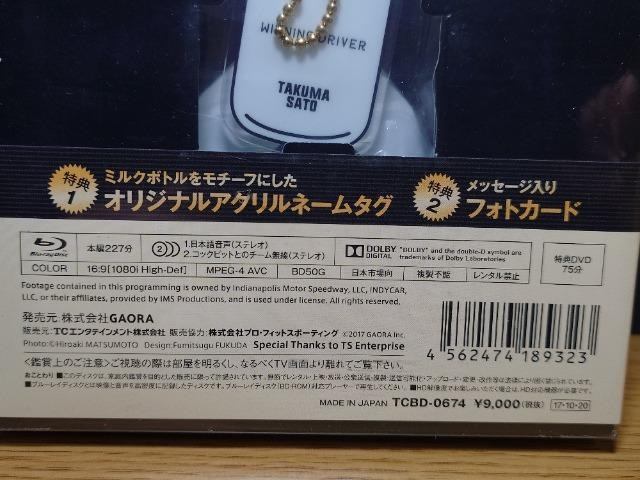 WINNING DRIVER
TAKUMA
SATO
特典
1
ミルクボトルをモチーフにした
オリジナルアクリルネームタグ
特典
2
メッセージ入り
フォトカード
Blu-ray Disc
本編227分
2
1.日本語音声(ステレオ)
2.コックピットとのチーム無線(ステレオ)
DOLBY DIGITAL
"DOLBY" and the double-D symbol are
trademarks of Dolby Laboratories
特典DVD
75分
COLOR
16:9[1080i High-Def]
MPEG-4 AVC
BD50G
日本市場向
複製不能
レンタル禁止
Footage contained in this programming is owned by Indianapolis Motor Speedway, LLC, INDYCAR,
LLC, or their affiliates, provided by IMS Productions, and is used under license. All rights reserved.
発売元:株式会社GAORA
販売元:TCエンタテインメント株式会社 販売協力:株式会社プロ・フィットスポーティング ©2017 GAORA Inc.
Photo:©Hiroaki MATSUMOTO Design:Fumitsugu FUKUDA Special Thanks to TS Enterprise
<鑑賞上のご注意>ご視聴の際は部屋を明るくし、なるべくTV画面より離れてご覧下さい。
4 562474 189323
MADE IN JAPAN TCBD-0674 ¥9,000(税抜) 17・10・20